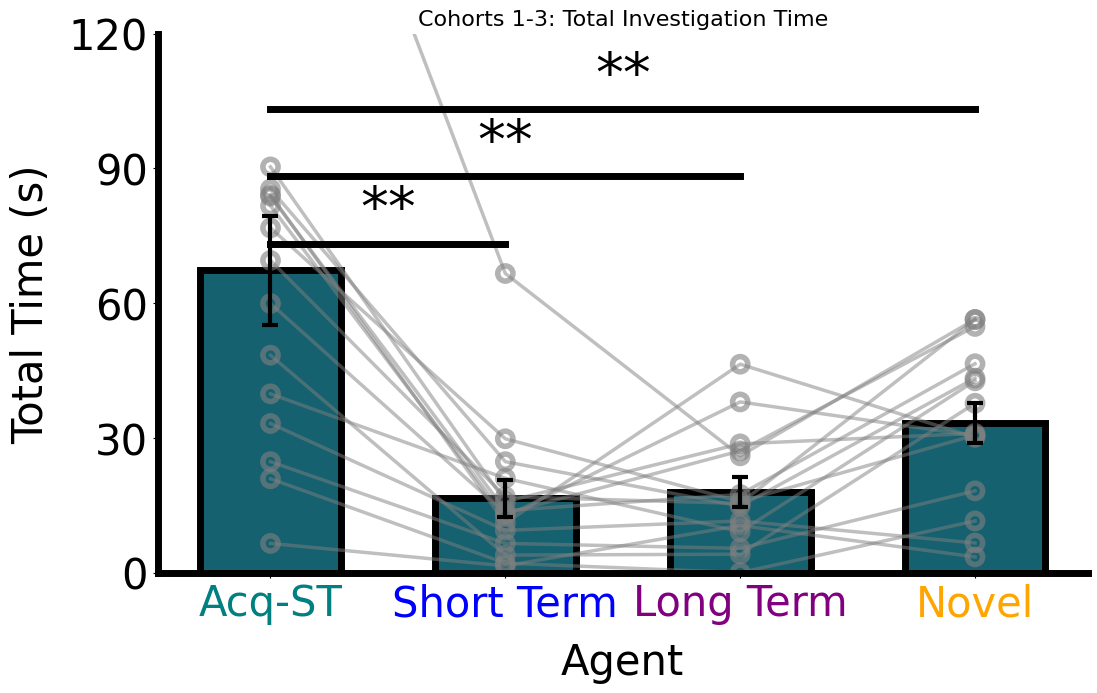 Cohorts 1-3: Total Investigation Time
120
90
60
30
0
Total Time (s)
**
**
**
Acq-ST Short Term Long Term Novel
Agent